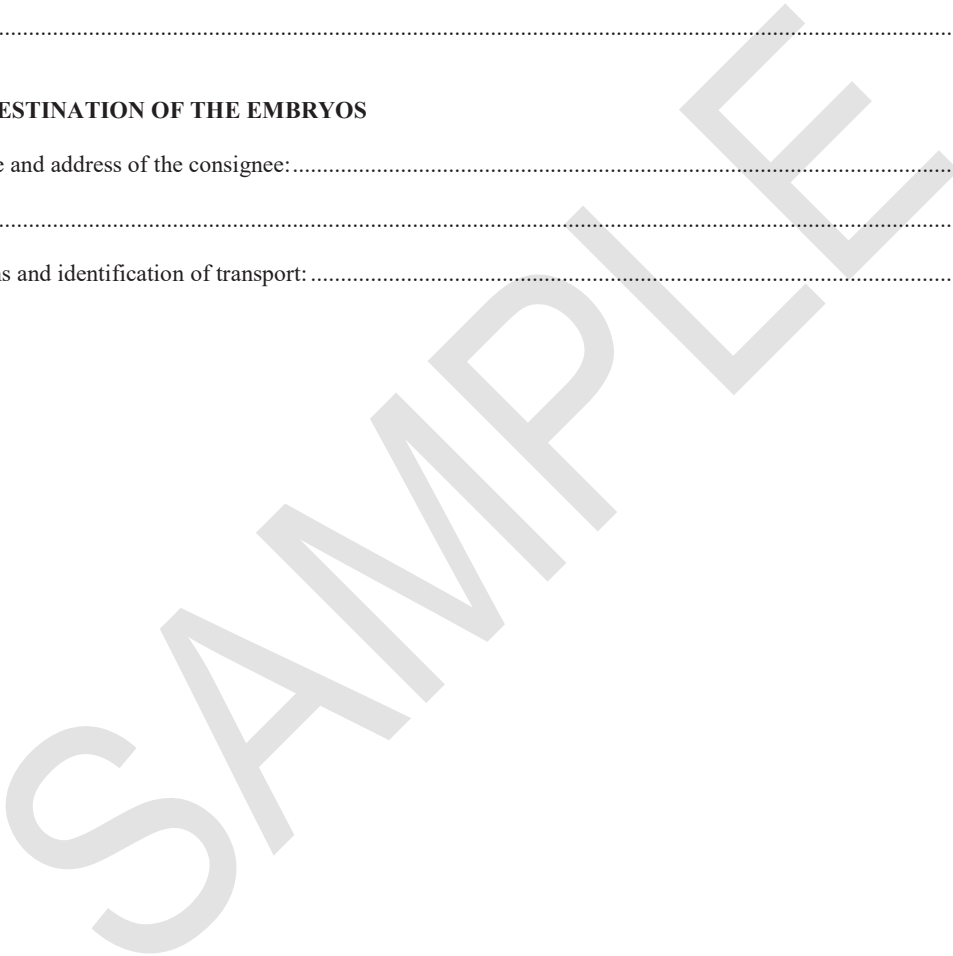 ..........................................................................................................................................................
ESTINATION OF THE EMBRYOS
e and address of the consignee:................................................................................................................
..........................................................................................................................................................
s and identification of transport:.............................................................................................................
SAMPLE